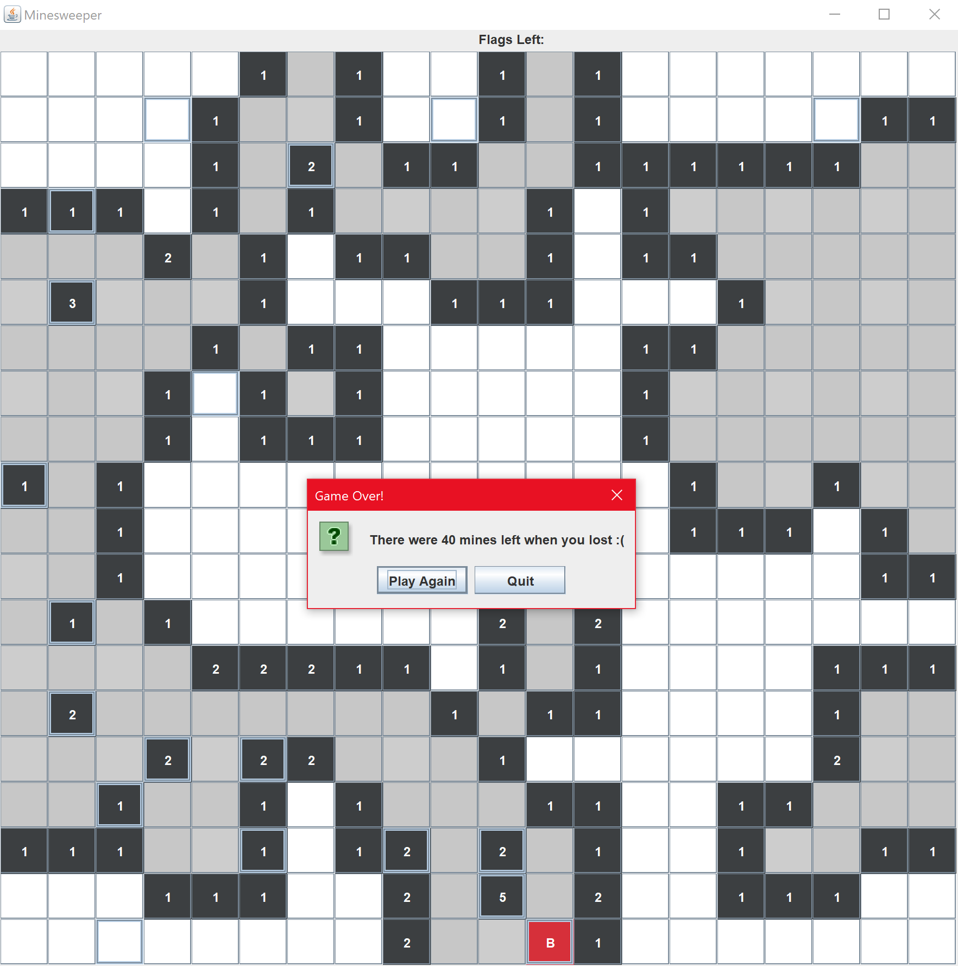 Minesweeper
Flags Left:
1 1 1 1
1 1 1 1 1 1
1 2 1 1 1 1 1 1 1 1
1 1 1 1 1 1 1
2 1 1 1 1 1 1
3 1 1 1 1 1
1 1 1 1 1
1 1 1 1
1 1 1 1 1
1 1 1 1
1 1 1 1 1
1 1 1
Game Over!
There were 40 mines left when you lost :(
Play Again Quit
1 1 2 2
2 2 2 1 1 1 1 1 1 1
2 1 1 1 1
2 2 2 1 2
1 1 1 1 1 1 1
1 1 1 1 1 2 2 1 1 1 1
1 1 1 2 5 2 1 1 1
2 B 1